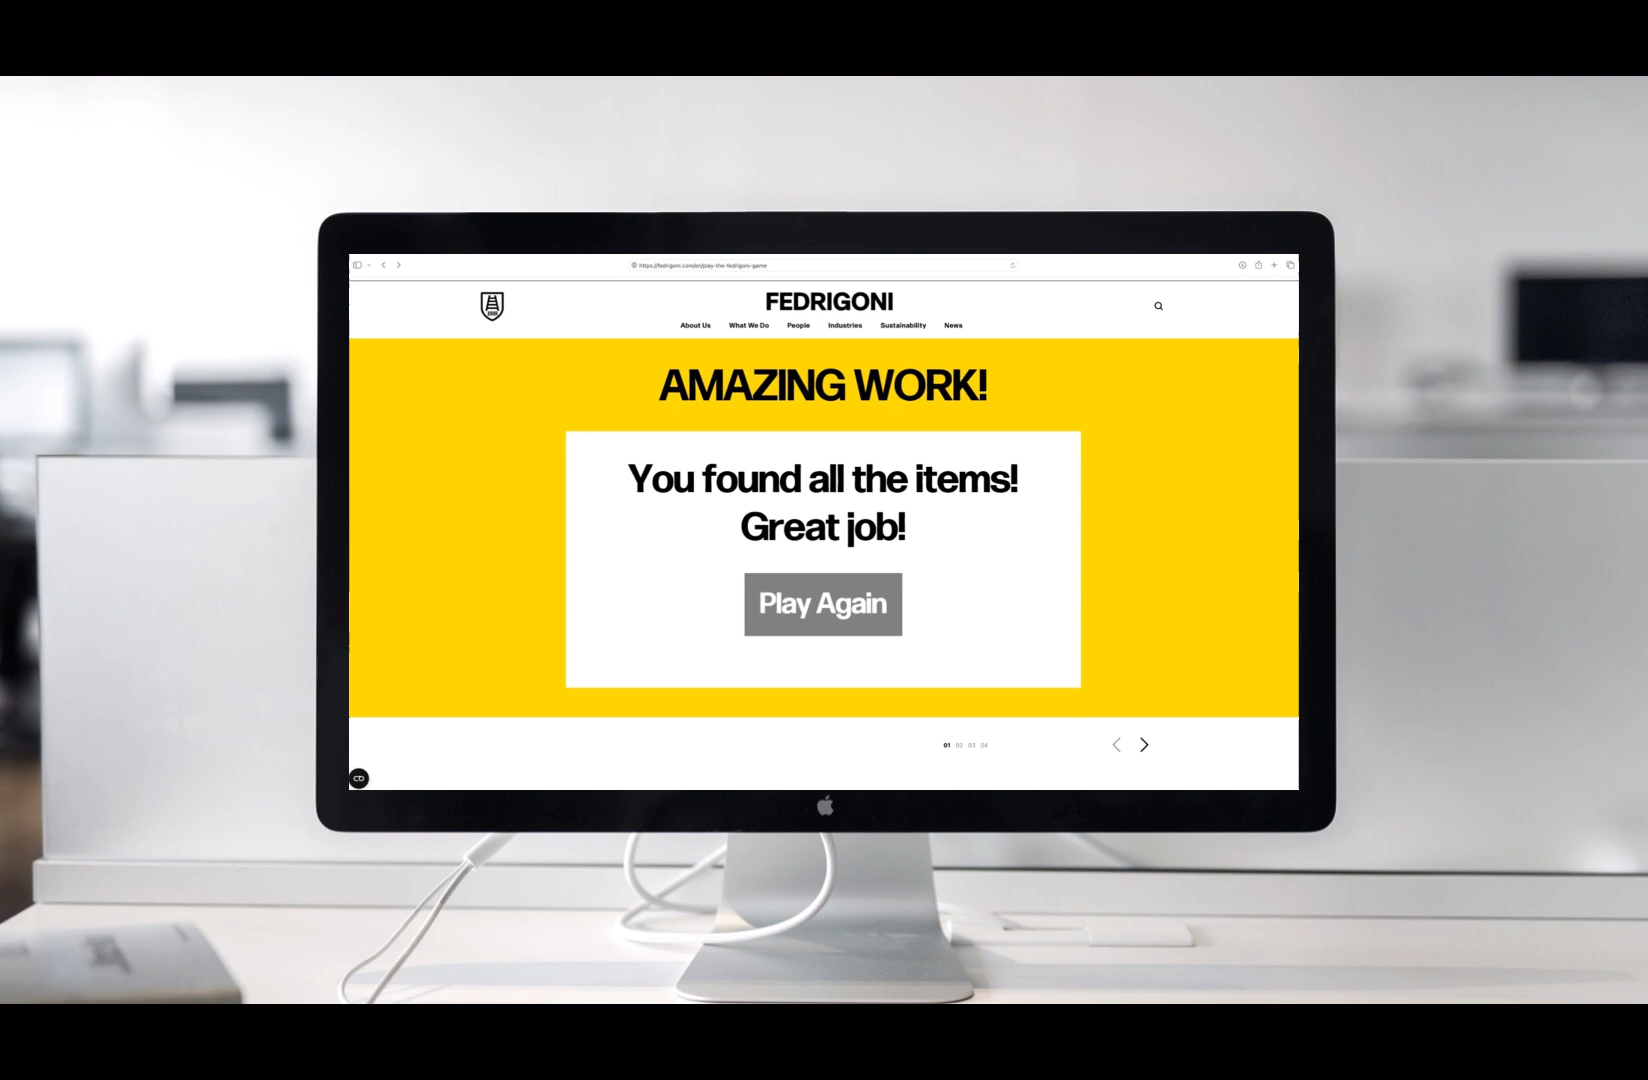 https://fedrigoni.com/en/play-the-fedrigoni-game
FEDRIGONI
About Us What We Do People Industries Sustainability News
AMAZING WORK!
You found all the items!
Great job!
Play Again
01 02 03 04